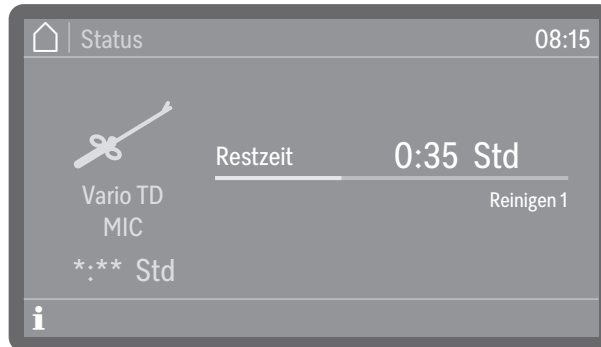 Status
08:15
Restzeit 0:35 Std
Reinigen 1
Vario TD
MIC
*:** Std
i